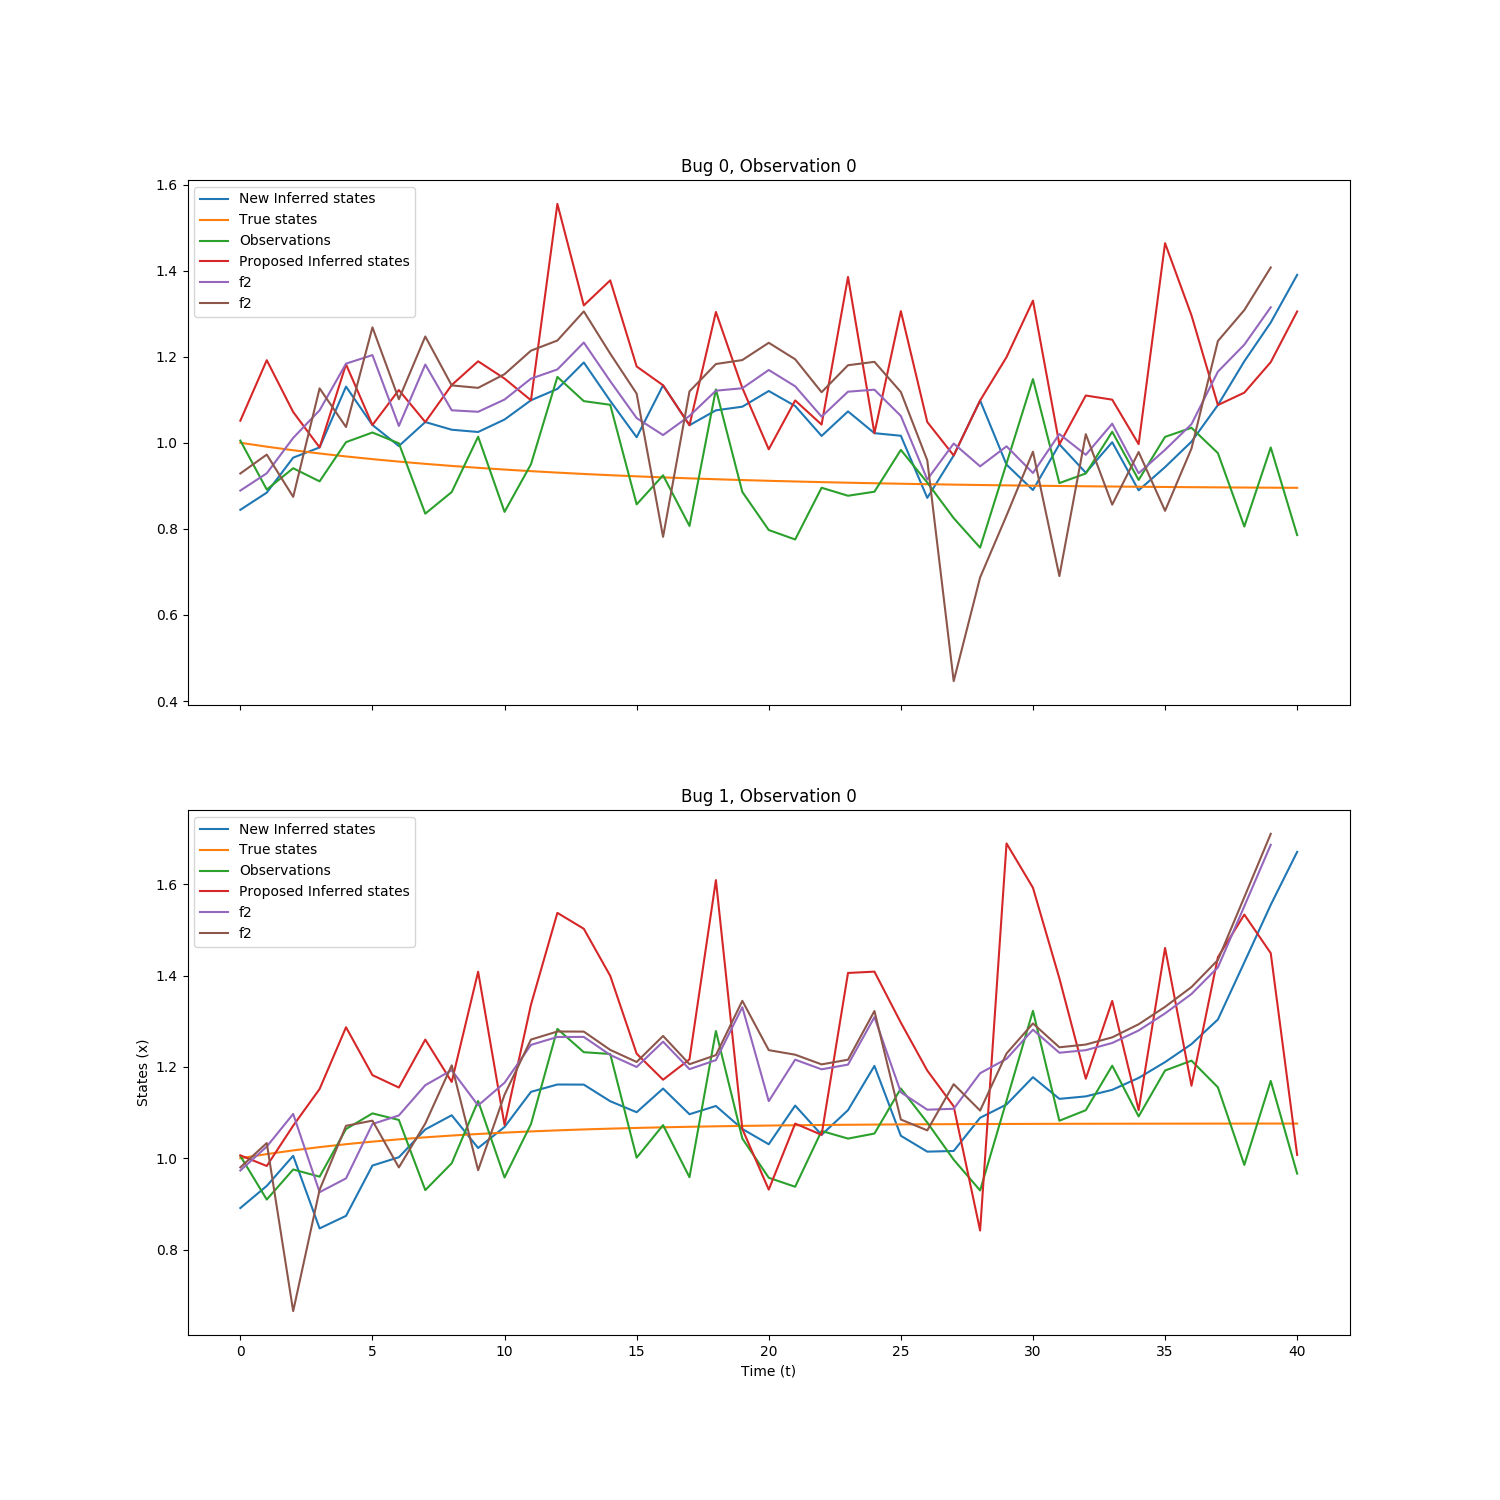 Bug 0, Observation 0
1.6
1.4
1.2
1.0
0.8
0.6
0.4
New Inferred states
True states
Observations
Proposed Inferred states
f2
f2
Bug 1, Observation 0
States (x)
1.6
1.4
1.2
1.0
0.8
New Inferred states
True states
Observations
Proposed Inferred states
f2
f2
0 5 10 15 20 25 30 35 40
Time (t)